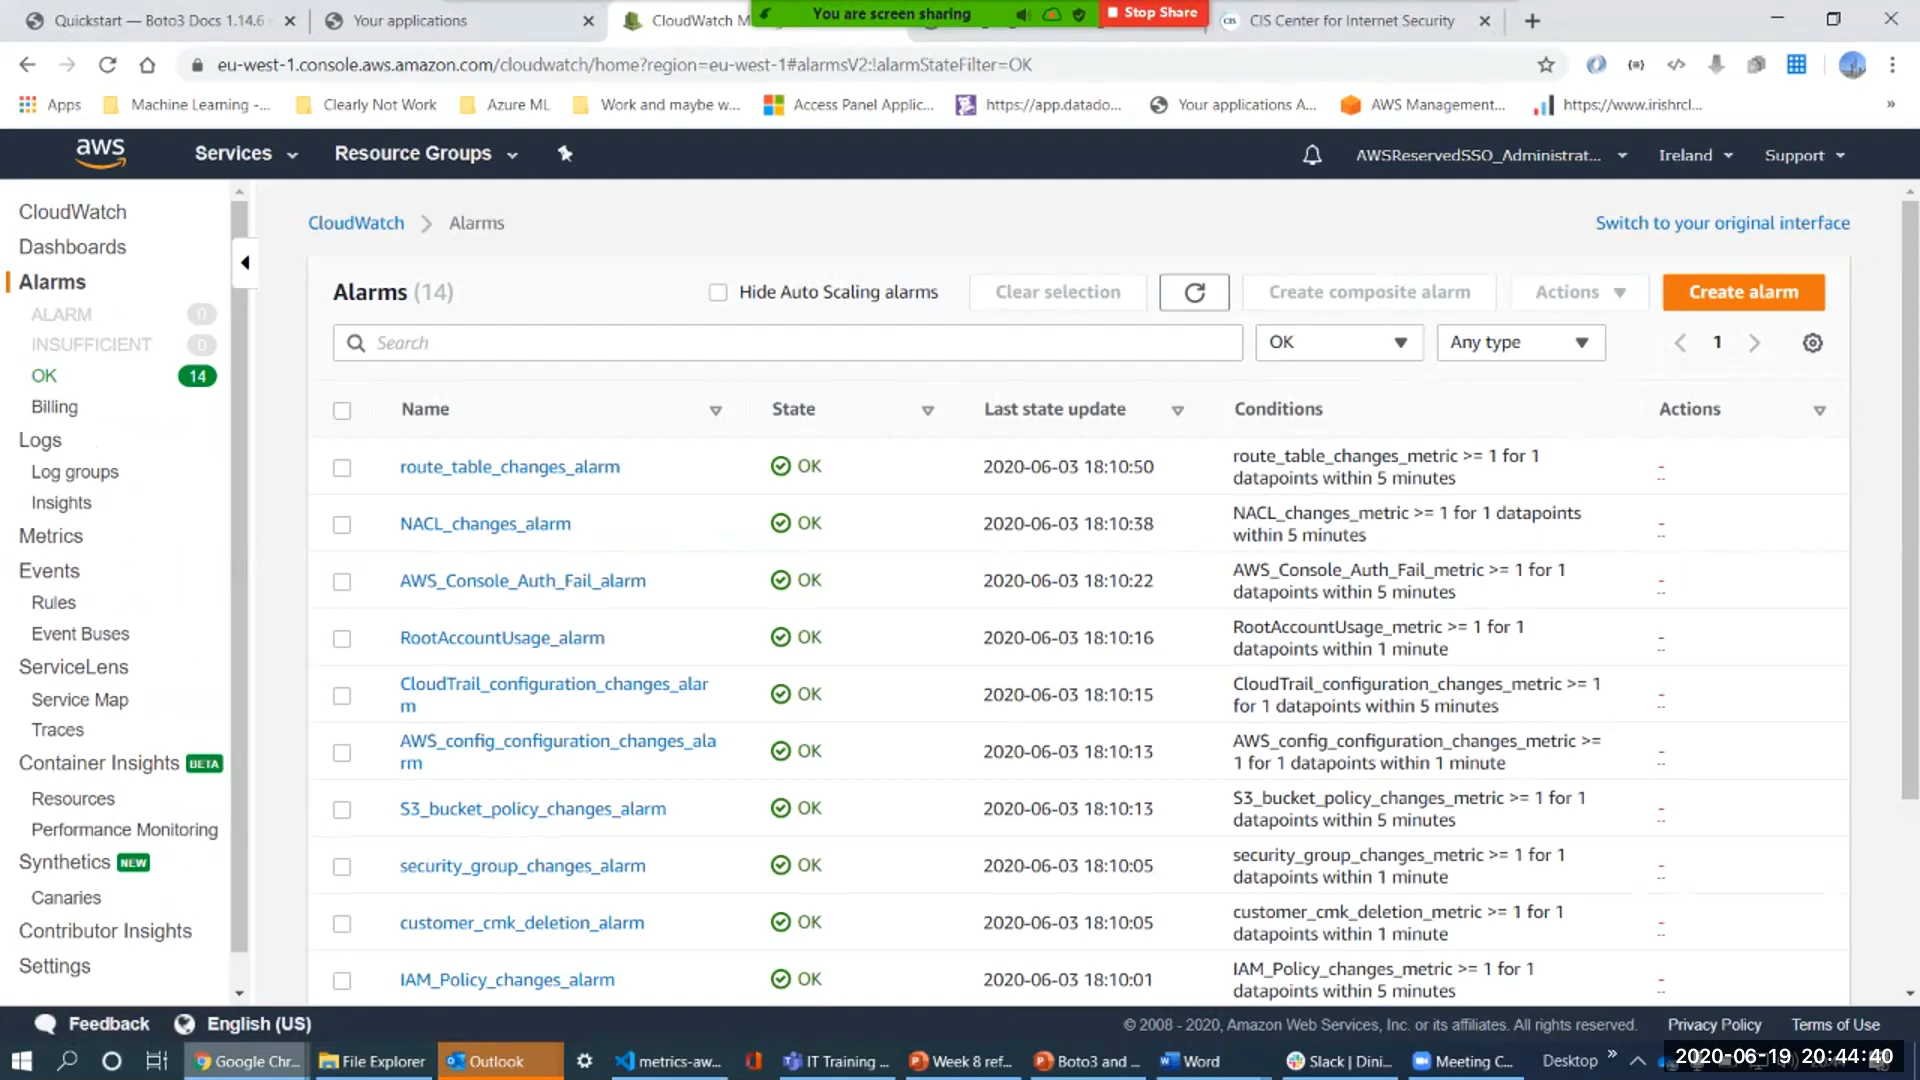 Quickstart — Boto3 Docs 1.14.6
Your applications
CloudWatch M
You are screen sharing
Stop Share
CIS Center for Internet Security
eu-west-1.console.aws.amazon.com/cloudwatch/home?region=eu-west-1#alarmsV2:!alarmStateFilter=OK
Apps
Machine Learning -...
Clearly Not Work
Azure ML
Work and maybe w...
Access Panel Applic...
https://app.datado...
Your applications A...
AWS Management...
https://www.irishrcl...
»
aws
Services
Resource Groups
AWSReservedSSO_Administrat...
Ireland
Support
CloudWatch
Dashboards
Alarms
ALARM 0
INSUFFICIENT 0
OK 14
Billing
Logs
Log groups
Insights
Metrics
Events
Rules
Event Buses
ServiceLens
Service Map
Traces
Container Insights BETA
Resources
Performance Monitoring
Synthetics NEW
Canaries
Contributor Insights
Settings
CloudWatch > Alarms
Switch to your original interface
Alarms (14)
Hide Auto Scaling alarms
Clear selection
Create composite alarm
Actions
Create alarm
Search
OK
Any type
1
Name State Last state update Conditions Actions
route_table_changes_alarm OK 2020-06-03 18:10:50 route_table_changes_metric >= 1 for 1
datapoints within 5 minutes
--
NACL_changes_alarm OK 2020-06-03 18:10:38 NACL_changes_metric >= 1 for 1 datapoints
within 5 minutes
--
AWS_Console_Auth_Fail_alarm OK 2020-06-03 18:10:22 AWS_Console_Auth_Fail_metric >= 1 for 1
datapoints within 5 minutes
--
RootAccountUsage_alarm OK 2020-06-03 18:10:16 RootAccountUsage_metric >= 1 for 1
datapoints within 1 minute
--
CloudTrail_configuration_changes_alar
m
OK 2020-06-03 18:10:15 CloudTrail_configuration_changes_metric >= 1
for 1 datapoints within 5 minutes
--
AWS_config_configuration_changes_ala
rm
OK 2020-06-03 18:10:13 AWS_config_configuration_changes_metric >=
1 for 1 datapoints within 1 minute
--
S3_bucket_policy_changes_alarm OK 2020-06-03 18:10:13 S3_bucket_policy_changes_metric >= 1 for 1
datapoints within 5 minutes
--
security_group_changes_alarm OK 2020-06-03 18:10:05 security_group_changes_metric >= 1 for 1
datapoints within 1 minute
--
customer_cmk_deletion_alarm OK 2020-06-03 18:10:05 customer_cmk_deletion_metric >= 1 for 1
datapoints within 1 minute
--
IAM_Policy_changes_alarm OK 2020-06-03 18:10:01 IAM_Policy_changes_metric >= 1 for 1
datapoints within 5 minutes
Feedback
English (US)
© 2008 - 2020, Amazon Web Services, Inc. or its affiliates. All rights reserved.
Privacy Policy
Terms of Use
Google Chr...
File Explorer
Outlook
metrics-aw...
IT Training ...
Week 8 ref...
Boto3 and ...
Word
Slack | Dini...
Meeting C...
Desktop »
2020-06-19 20:44:40